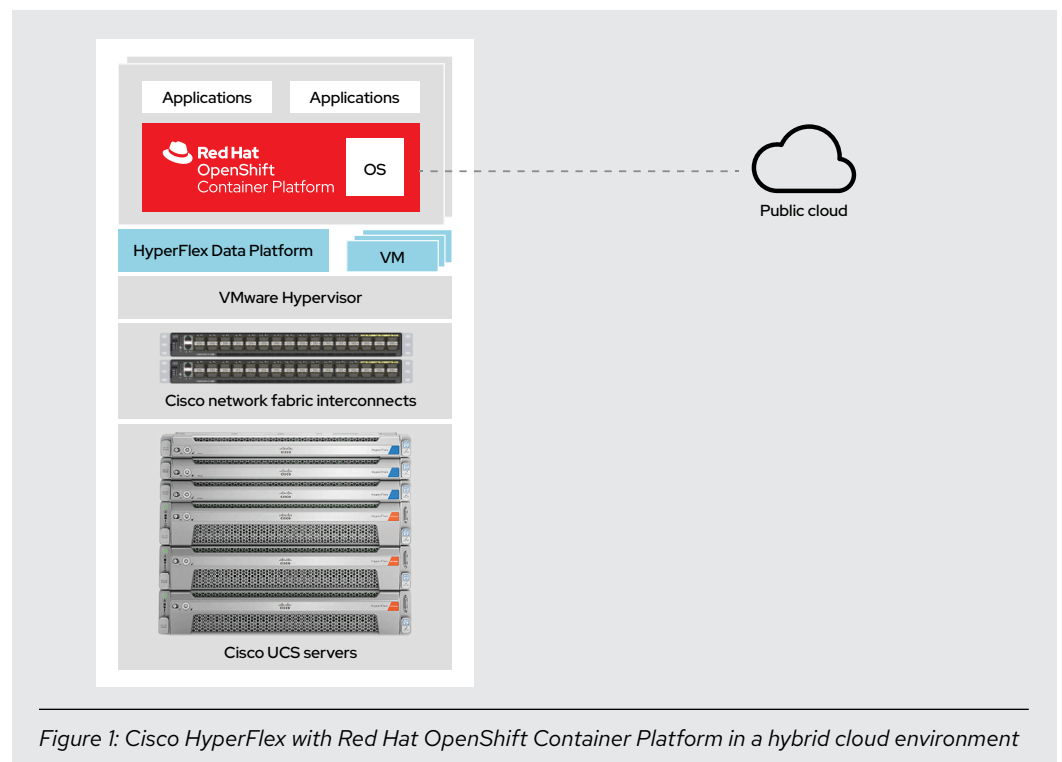 Applications
Applications
Red Hat
OpenShift
Container Platform
OS
Public cloud
HyperFlex Data Platform
VM
VMware Hypervisor
Cisco network fabric interconnects
Cisco UCS servers
Figure 1: Cisco HyperFlex with Red Hat OpenShift Container Platform in a hybrid cloud environment